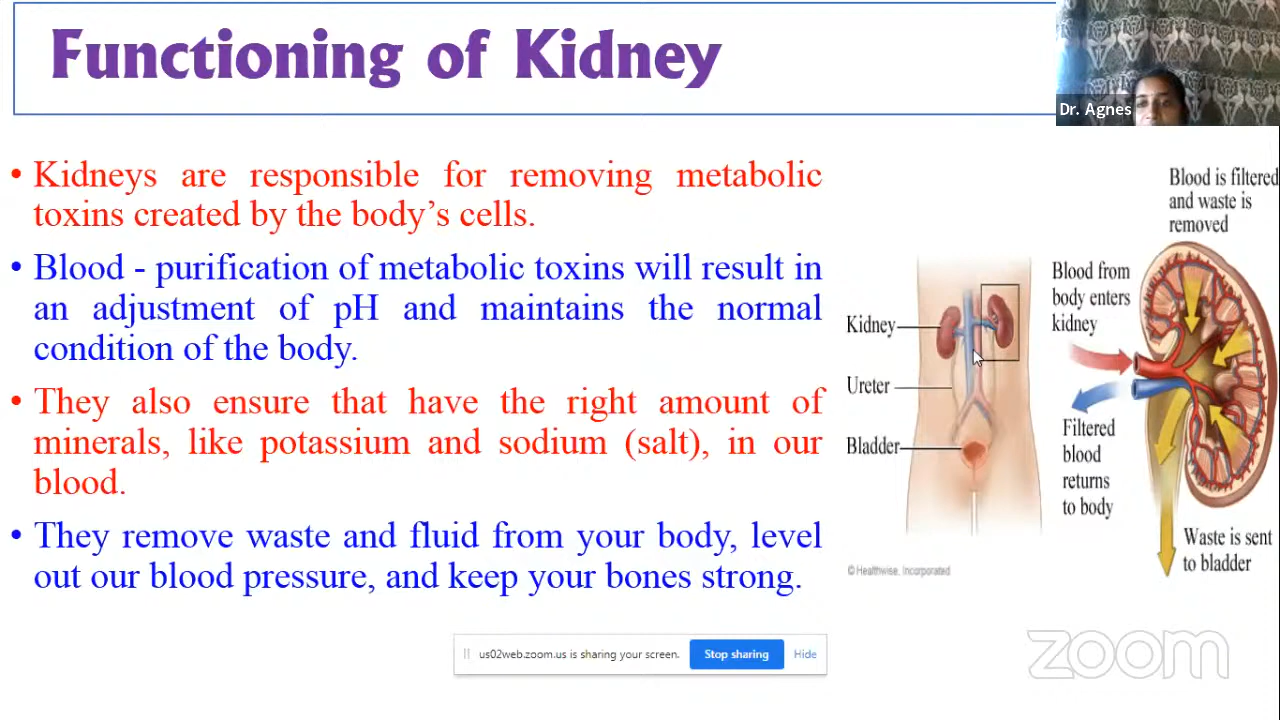 Functioning of Kidney
Dr. Agnes
• Kidneys are responsible for removing metabolic
toxins created by the body's cells.
• Blood - purification of metabolic toxins will result in
an adjustment of pH and maintains the normal
condition of the body.
• They also ensure that have the right amount of
minerals, like potassium and sodium (salt), in our
blood.
• They remove waste and fluid from your body, level
out our blood pressure, and keep your bones strong.
Kidney
Ureter
Bladder
© Healthwise, Incorporated
Blood is filtered
and waste is
removed
Blood from
body enters
kidney
Filtered
blood
returns
to body
Waste is sent
to bladder
us02web.zoom.us is sharing your screen.
Stop sharing
Hide
zoom